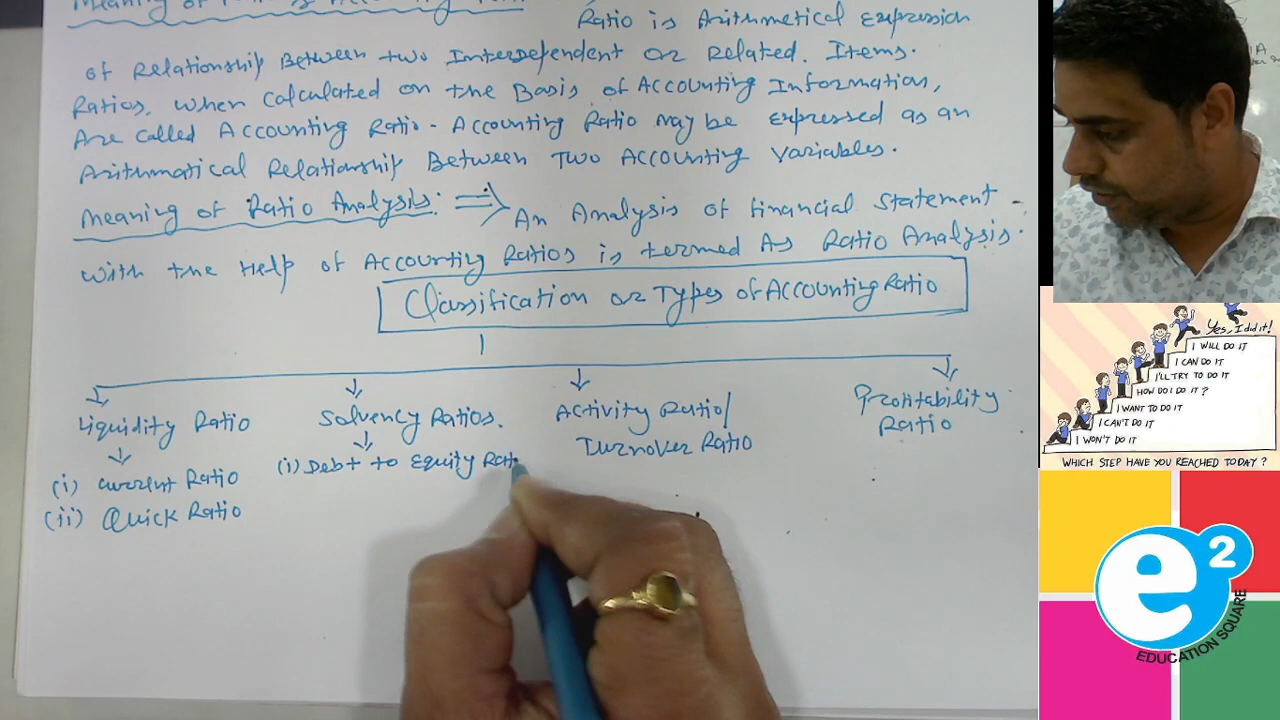 Ratio is Arithmetical expression
of Relationship Between two Interdependent or Related. Items.
Ratios. When Calculated on the Basis of Accounting Information,
Are Called Accounting Ratio. Accounting Ratio may be expressed as an
Arithmatical Relationship Between Two Accounting Variables.
Meaning of Ratio Analysis: ⇒ An Analysis of financial Statement
with the Help of Accounting Ratios is termed As Ratio Analysis.
Classification or Types of Accounting Ratio
Liquidity Ratio
(i) Current Ratio
(ii) Quick Ratio
Solvency Ratios.
(i) Debt to Equity Rati
Activity Ratio/
Turnover Ratio
Profitability
Ratio
Yes, I did it!
I WILL DO IT
I CAN DO IT
I'LL TRY TO DO IT
HOW DO I DO IT?
I WANT TO DO IT
I CAN'T DO IT
I WON'T DO IT
WHICH STEP HAVE YOU REACHED TODAY?
e2
EDUCATION SQUARE